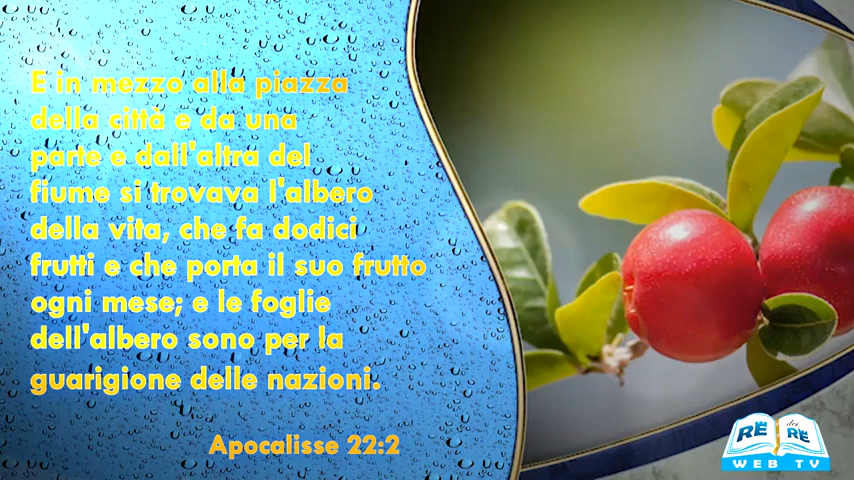 E in mezzo alla piazza
della città e da una
parte e dall'altra del
fiume si trovava l'albero
della vita, che fa dodici
frutti e che porta il suo frutto
ogni mese; e le foglie
dell'albero sono per la
guarigione delle nazioni.
Apocalisse 22:2
RE dei RE
WEB TV